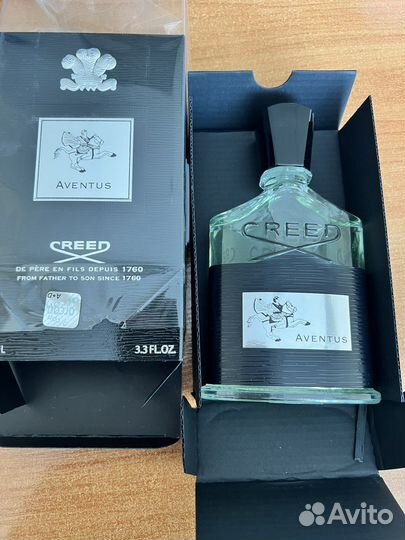 AVENTUS
CREED
DE PÈRE EN FILS DEPUIS 1760
FROM FATHER TO SON SINCE 1760
3.3 FL.OZ.
CREED
AVENTUS
Avito